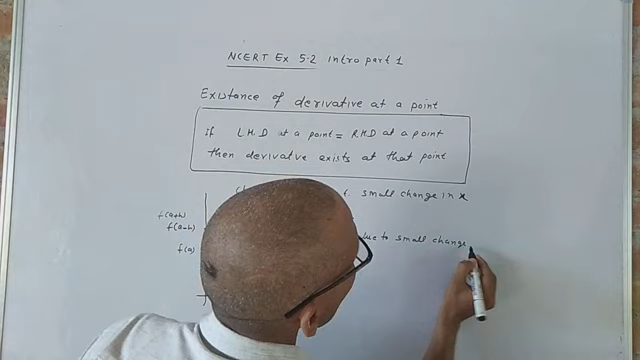 NCERT Ex 5.2 intro part 1
Existance of derivative at a point
If L.H.D at a point = R.H.D at a point
then derivative exists at that point
small change in x
f(a+h)
f(a-h)
due to small change
f(a)